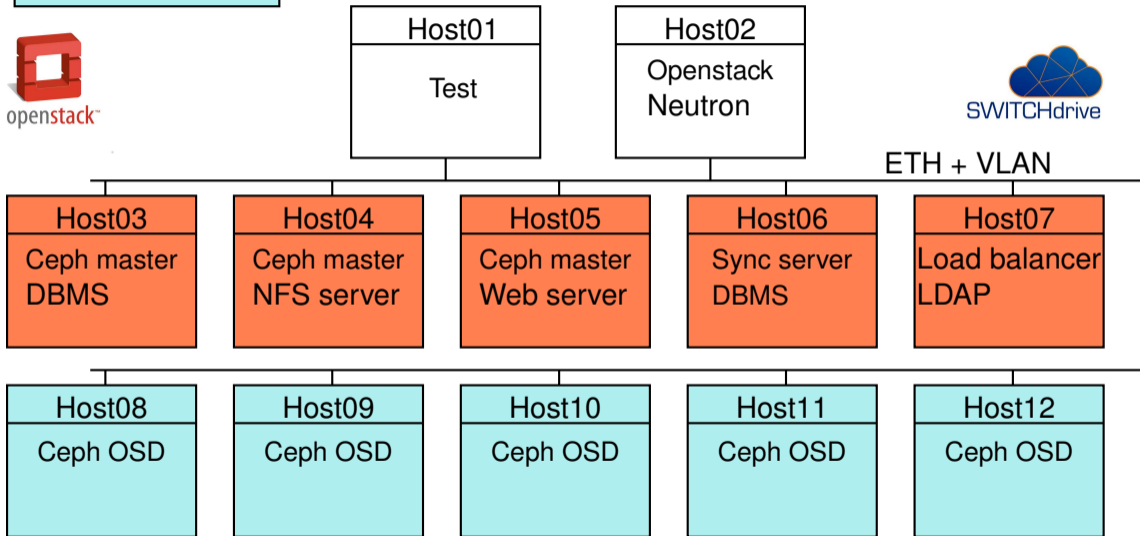 Host01
Test
Host02
Openstack
Neutron
openstack™
SWITCHdrive
ETH + VLAN
Host03
Ceph master
DBMS
Host04
Ceph master
NFS server
Host05
Ceph master
Web server
Host06
Sync server
DBMS
Host07
Load balancer
LDAP
Host08
Ceph OSD
Host09
Ceph OSD
Host10
Ceph OSD
Host11
Ceph OSD
Host12
Ceph OSD